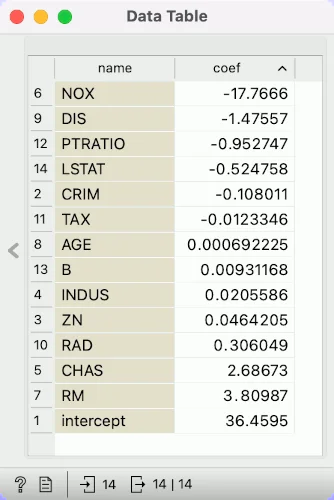 Data Table
name coef
6 NOX -17.7666
9 DIS -1.47557
12 PTRATIO -0.952747
14 LSTAT -0.524758
2 CRIM -0.108011
11 TAX -0.0123346
8 AGE 0.000692225
13 B 0.00931168
4 INDUS 0.0205586
3 ZN 0.0464205
10 RAD 0.306049
5 CHAS 2.68673
7 RM 3.80987
1 intercept 36.4595
? 14 14 | 14